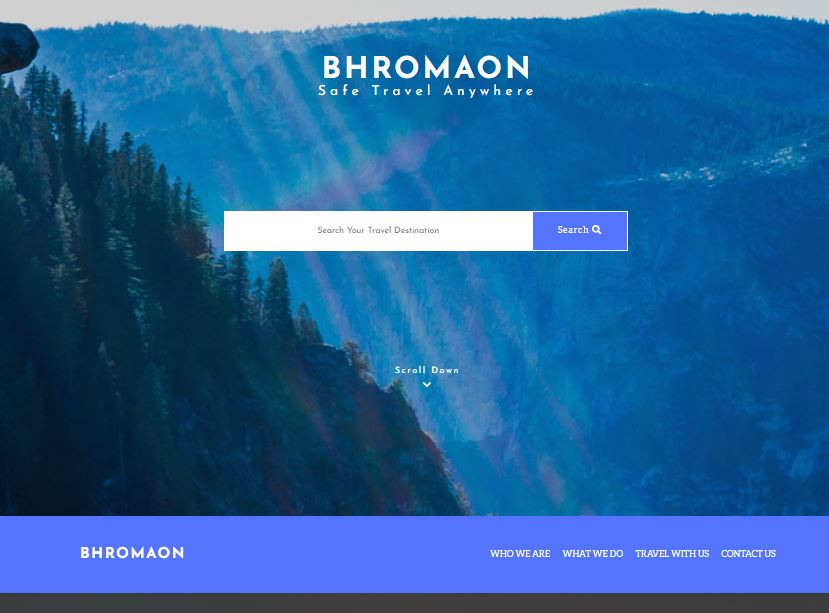 BHROMAON
Safe Travel Anywhere
Search Your Travel Destination
Search
Scroll Down
BHROMAON
WHO WE ARE WHAT WE DO TRAVEL WITH US CONTACT US